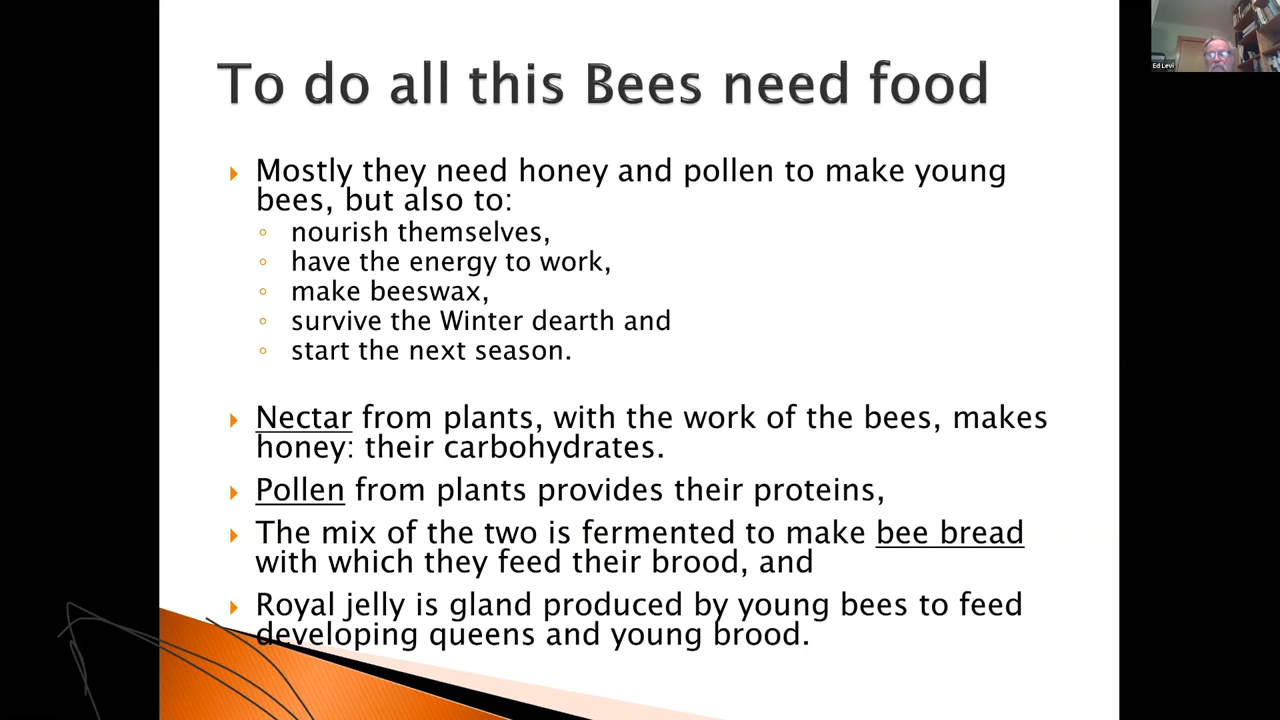 To do all this Bees need food
Mostly they need honey and pollen to make young
bees, but also to:
nourish themselves,
have the energy to work,
make beeswax,
survive the Winter dearth and
start the next season.
Nectar from plants, with the work of the bees, makes
honey: their carbohydrates.
Pollen from plants provides their proteins,
The mix of the two is fermented to make bee bread
with which they feed their brood, and
Royal jelly is gland produced by young bees to feed
developing queens and young brood.
Ed Levi